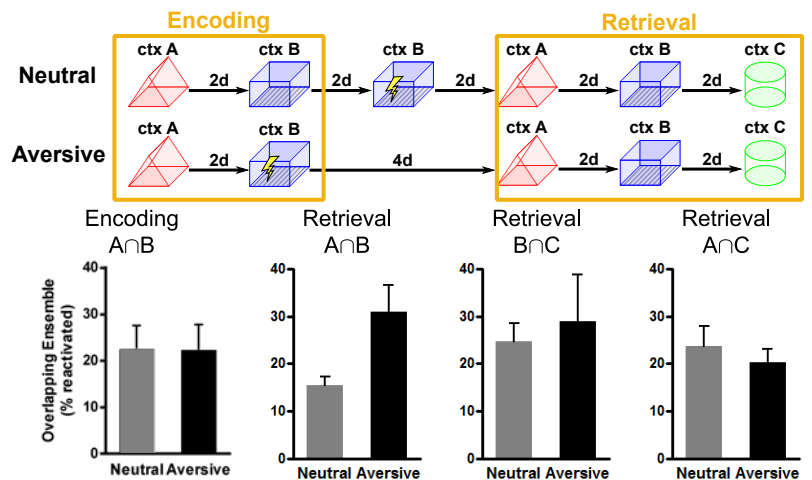 Encoding
Retrieval
ctx A
ctx B
ctx B
ctx A
ctx B
ctx C
Neutral
2d
2d
2d
2d
2d
ctx A
ctx B
ctx A
ctx B
ctx C
Aversive
2d
4d
2d
2d
Encoding
A∩B
Retrieval
A∩B
Retrieval
B∩C
Retrieval
A∩C
Overlapping Ensemble
(% reactivated)
40
30
20
10
0
Neutral Aversive
40
30
20
10
0
Neutral Aversive
40
30
20
10
0
Neutral Aversive
40
30
20
10
0
Neutral Aversive